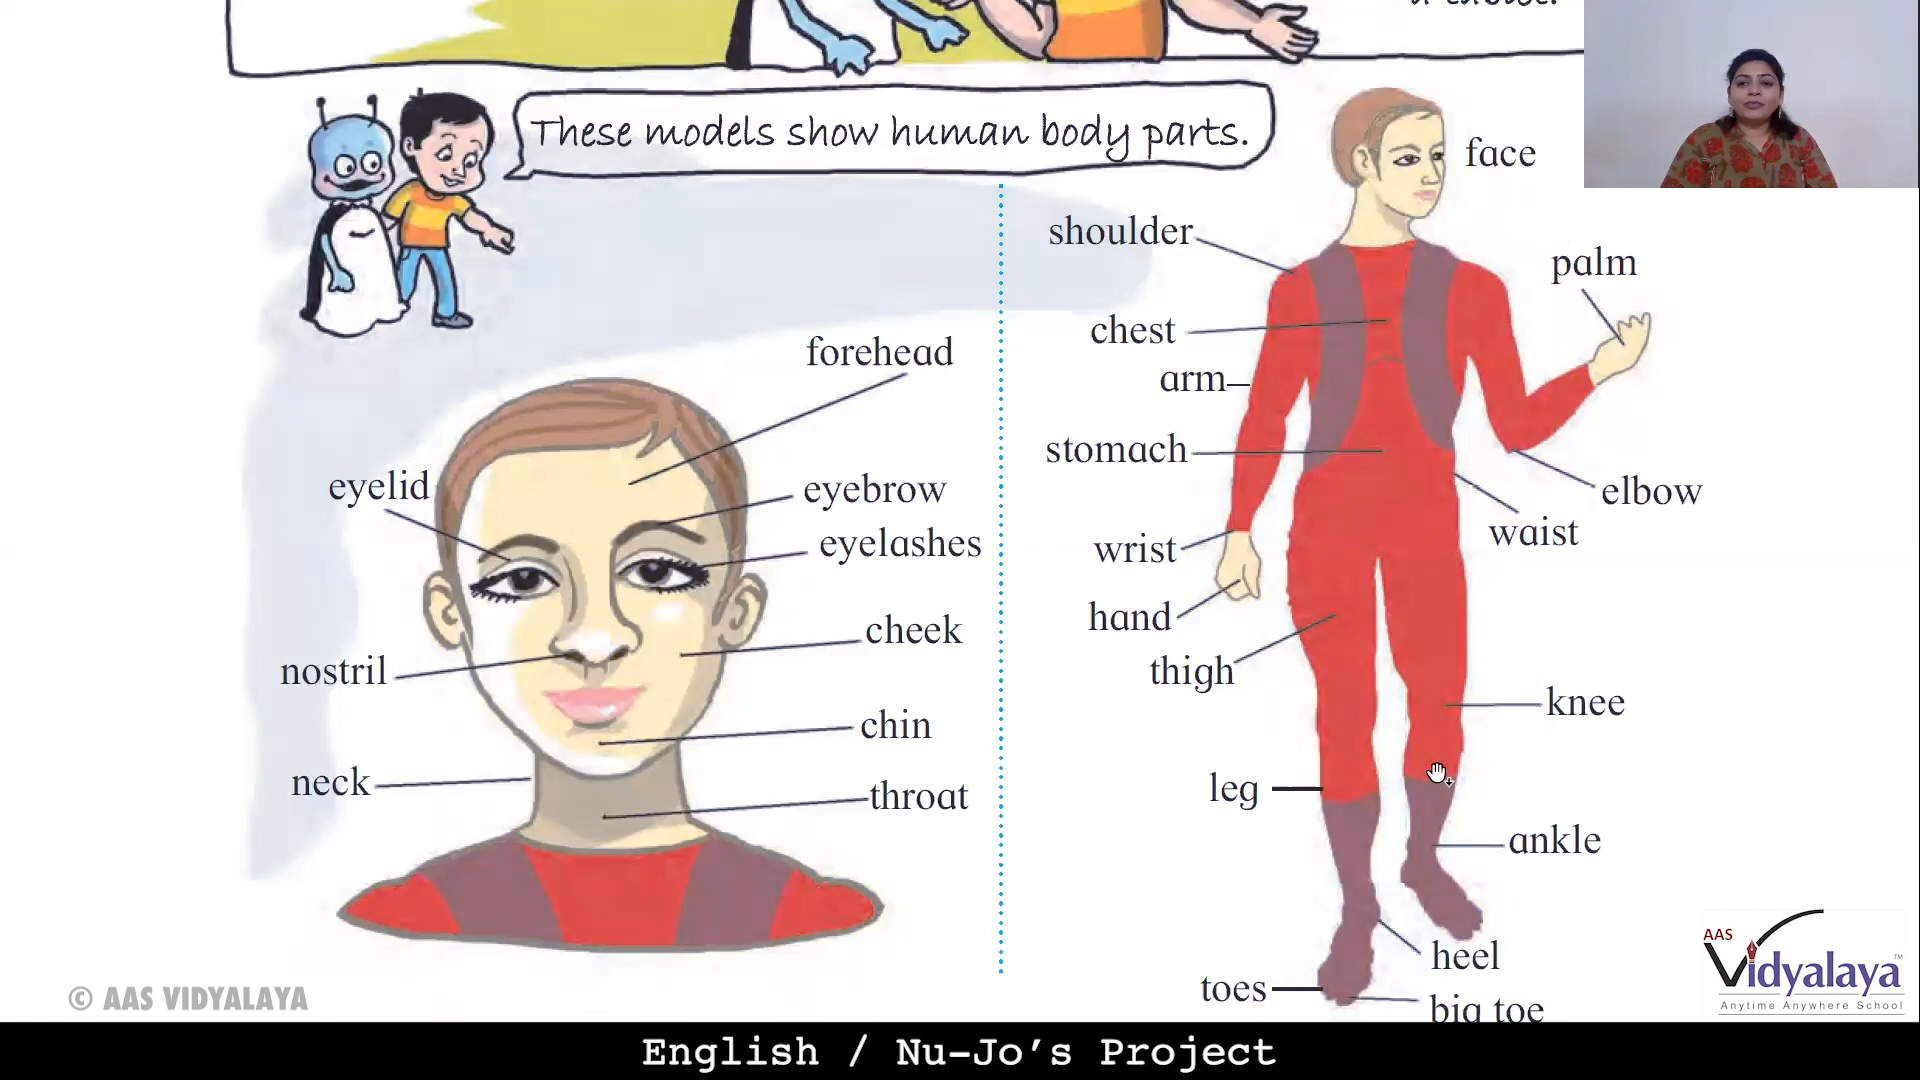 These models show human body parts.
forehead
eyelid
eyebrow
eyelashes
nostril
cheek
chin
neck
throat
face
shoulder
palm
chest
arm
stomach
elbow
waist
wrist
hand
thigh
knee
leg
ankle
heel
toes
big toe
© AAS VIDYALAYA
AAS
Vidyalaya™
Anytime Anywhere School
English / Nu-Jo's Project